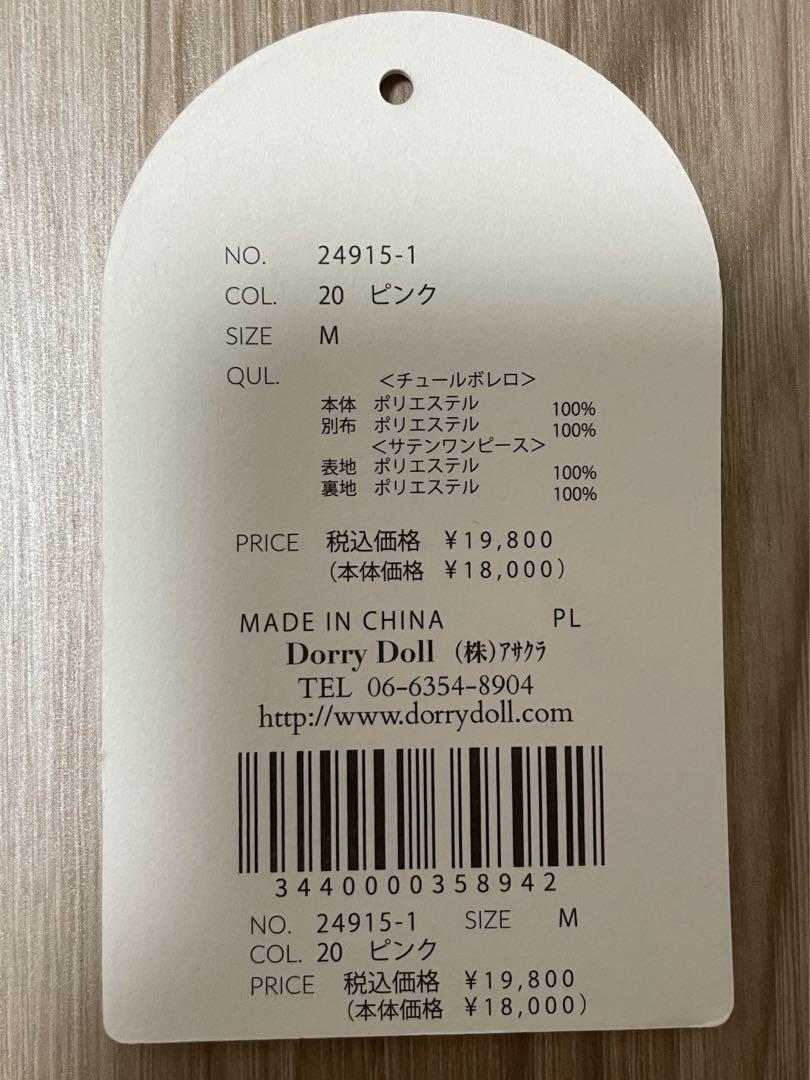 NO. 24915-1
COL. 20 ピンク
SIZE M
QUL. <チュールボレロ>
本体 ポリエステル 100%
別布 ポリエステル 100%
<サテンワンピース>
表地 ポリエステル 100%
裏地 ポリエステル 100%
PRICE 税込価格 ¥19,800
(本体価格 ¥18,000)
MADE IN CHINA PL
Dorry Doll (株)ｱｻｸﾗ
TEL 06-6354-8904
http://www.dorrydoll.com
3440000358942
NO. 24915-1 SIZE M
COL. 20 ピンク
PRICE 税込価格 ¥19,800
(本体価格 ¥18,000)